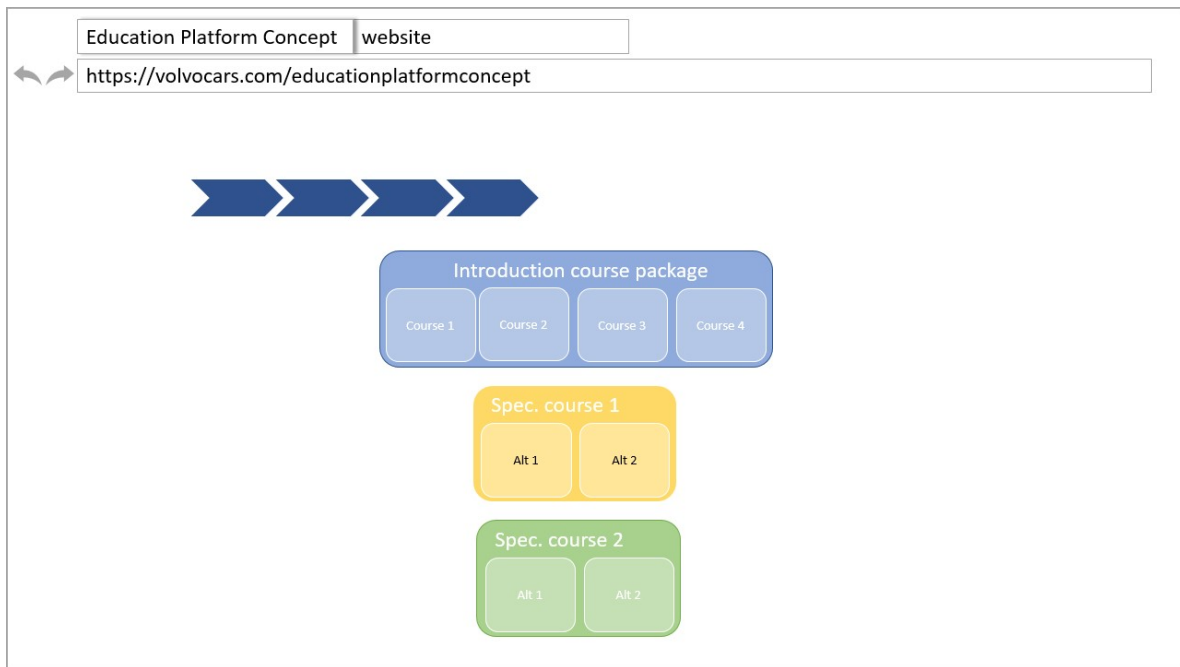 Education Platform Concept
website
https://volvocars.com/educationplatformconcept
Introduction course package
Course 1
Course 2
Course 3
Course 4
Spec. course 1
Alt 1
Alt 2
Spec. course 2
Alt 1
Alt 2